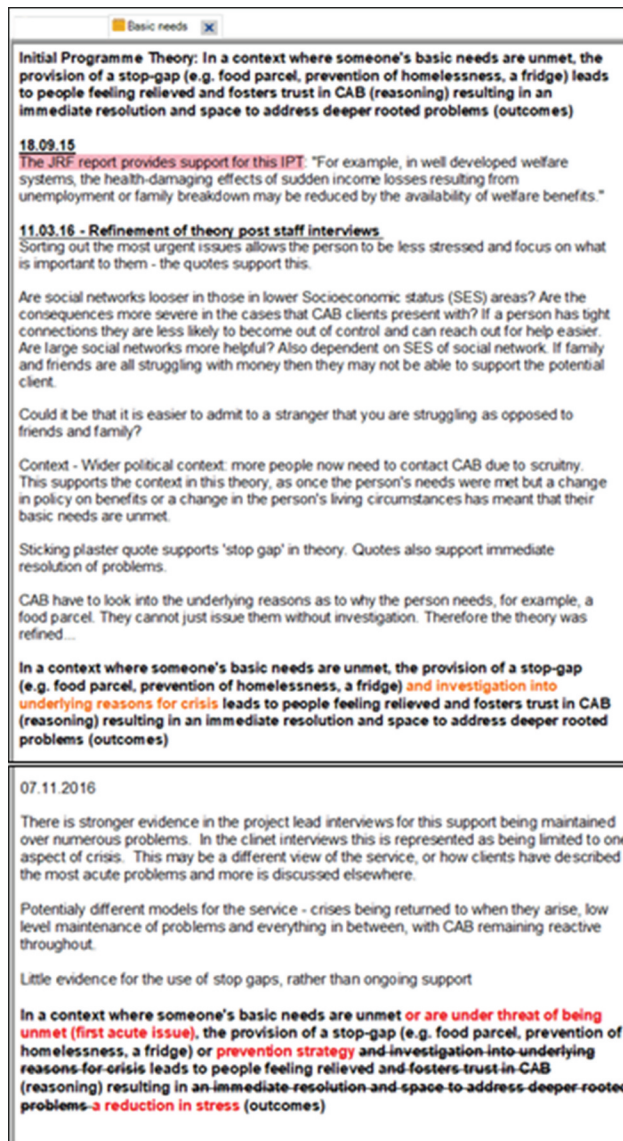 Basic needs
Initial Programme Theory: In a context where someone's basic needs are unmet, the
provision of a stop-gap (e.g. food parcel, prevention of homelessness, a fridge) leads
to people feeling relieved and fosters trust in CAB (reasoning) resulting in an
immediate resolution and space to address deeper rooted problems (outcomes)
18.09.15
The JRF report provides support for this IPT: "For example, in well developed welfare
systems, the health-damaging effects of sudden income losses resulting from
unemployment or family breakdown may be reduced by the availability of welfare benefits."
11.03.16 - Refinement of theory post staff interviews
Sorting out the most urgent issues allows the person to be less stressed and focus on what
is important to them - the quotes support this.
Are social networks looser in those in lower Socioeconomic status (SES) areas? Are the
consequences more severe in the cases that CAB clients present with? If a person has tight
connections they are less likely to become out of control and can reach out for help easier.
Are large social networks more helpful? Also dependent on SES of social network. If family
and friends are all struggling with money then they may not be able to support the potential
client.
Could it be that it is easier to admit to a stranger that you are struggling as opposed to
friends and family?
Context - Wider political context: more people now need to contact CAB due to scruitny.
This supports the context in this theory, as once the person's needs were met but a change
in policy on benefits or a change in the person's living circumstances has meant that their
basic needs are unmet.
Sticking plaster quote supports 'stop gap' in theory. Quotes also support immediate
resolution of problems.
CAB have to look into the underlying reasons as to why the person needs, for example, a
food parcel. They cannot just issue them without investigation. Therefore the theory was
refined...
In a context where someone's basic needs are unmet, the provision of a stop-gap
(e.g. food parcel, prevention of homelessness, a fridge) and investigation into
underlying reasons for crisis leads to people feeling relieved and fosters trust in CAB
(reasoning) resulting in an immediate resolution and space to address deeper rooted
problems (outcomes)
07.11.2016
There is stronger evidence in the project lead interviews for this support being maintained
over numerous problems. In the clinet interviews this is represented as being limited to one
aspect of crisis. This may be a different view of the service, or how clients have described
the most acute problems and more is discussed elsewhere.
Potentialy different models for the service - crises being returned to when they arise, low
level maintenance of problems and everything in between, with CAB remaining reactive
throughout.
Little evidence for the use of stop gaps, rather than ongoing support
In a context where someone's basic needs are unmet or are under threat of being
unmet (first acute issue), the provision of a stop-gap (e.g. food parcel, prevention of
homelessness, a fridge) or prevention strategy and investigation into underlying
reasons for crisis leads to people feeling relieved and fosters trust in CAB
(reasoning) resulting in an immediate resolution and space to address deeper rooted
problems a reduction in stress (outcomes)